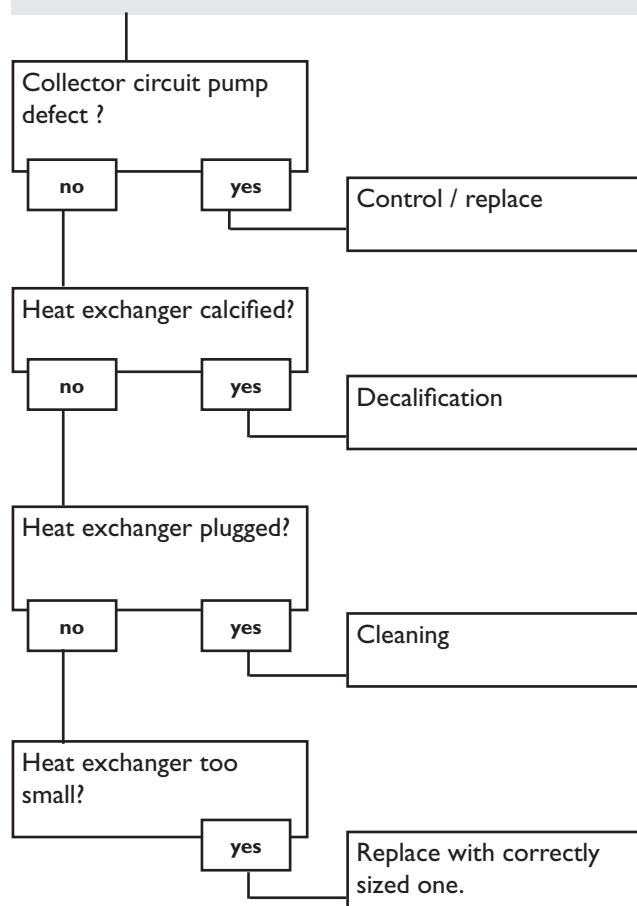 Collector circuit pump
defect ?
no
yes
Control / replace
Heat exchanger calcified?
no
yes
Decalification
Heat exchanger plugged?
no
yes
Cleaning
Heat exchanger too
small?
yes
Replace with correctly
sized one.